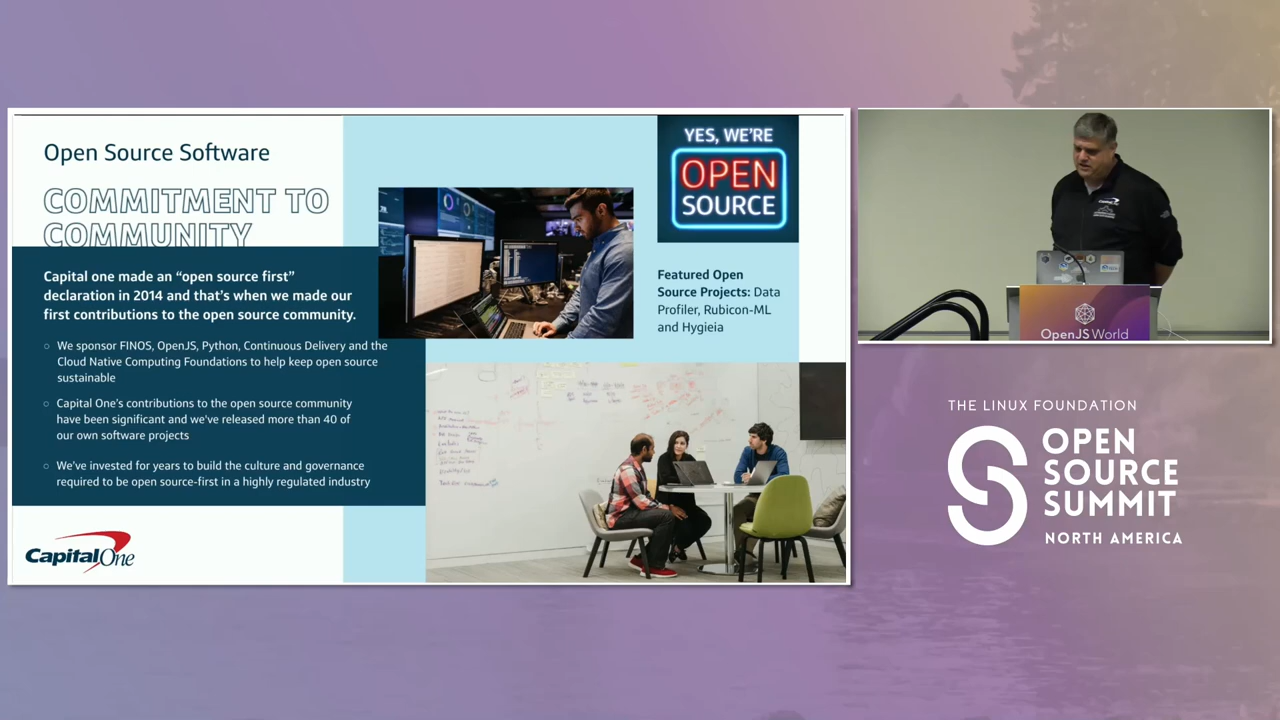 Open Source Software
COMMITMENT TO
COMMUNITY
Capital one made an “open source first”
declaration in 2014 and that’s when we made our
first contributions to the open source community.
○ We sponsor FINOS, OpenJS, Python, Continuous Delivery and the
Cloud Native Computing Foundations to help keep open source
sustainable
○ Capital One’s contributions to the open source community
have been significant and we’ve released more than 40 of
our own software projects
○ We’ve invested for years to build the culture and governance
required to be open source-first in a highly regulated industry
CapitalOne
YES, WE’RE
OPEN
SOURCE
Featured Open
Source Projects: Data
Profiler, Rubicon-ML
and Hygieia
OpenJS World
THE LINUX FOUNDATION
OPEN
SOURCE
SUMMIT
NORTH AMERICA